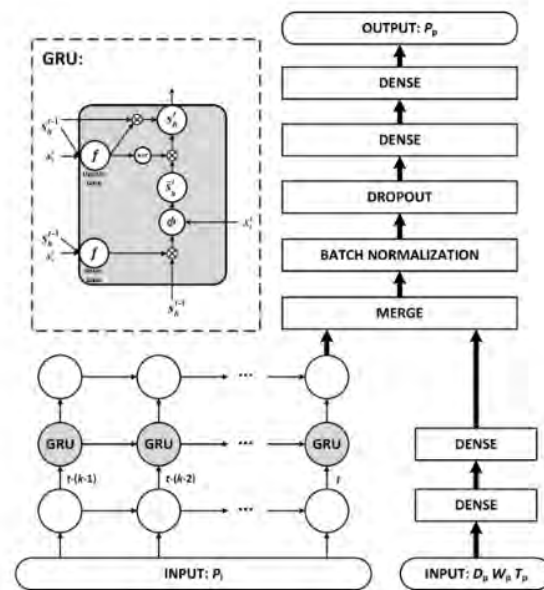 OUTPUT: Pp
DENSE
DENSE
DROPOUT
BATCH NORMALIZATION
MERGE
GRU:
f
f
ϕ
GRU
GRU
...
GRU
...
...
t-(k-1)
t-(k-2)
t
DENSE
DENSE
INPUT: Pi
INPUT: Dp Wp Tp